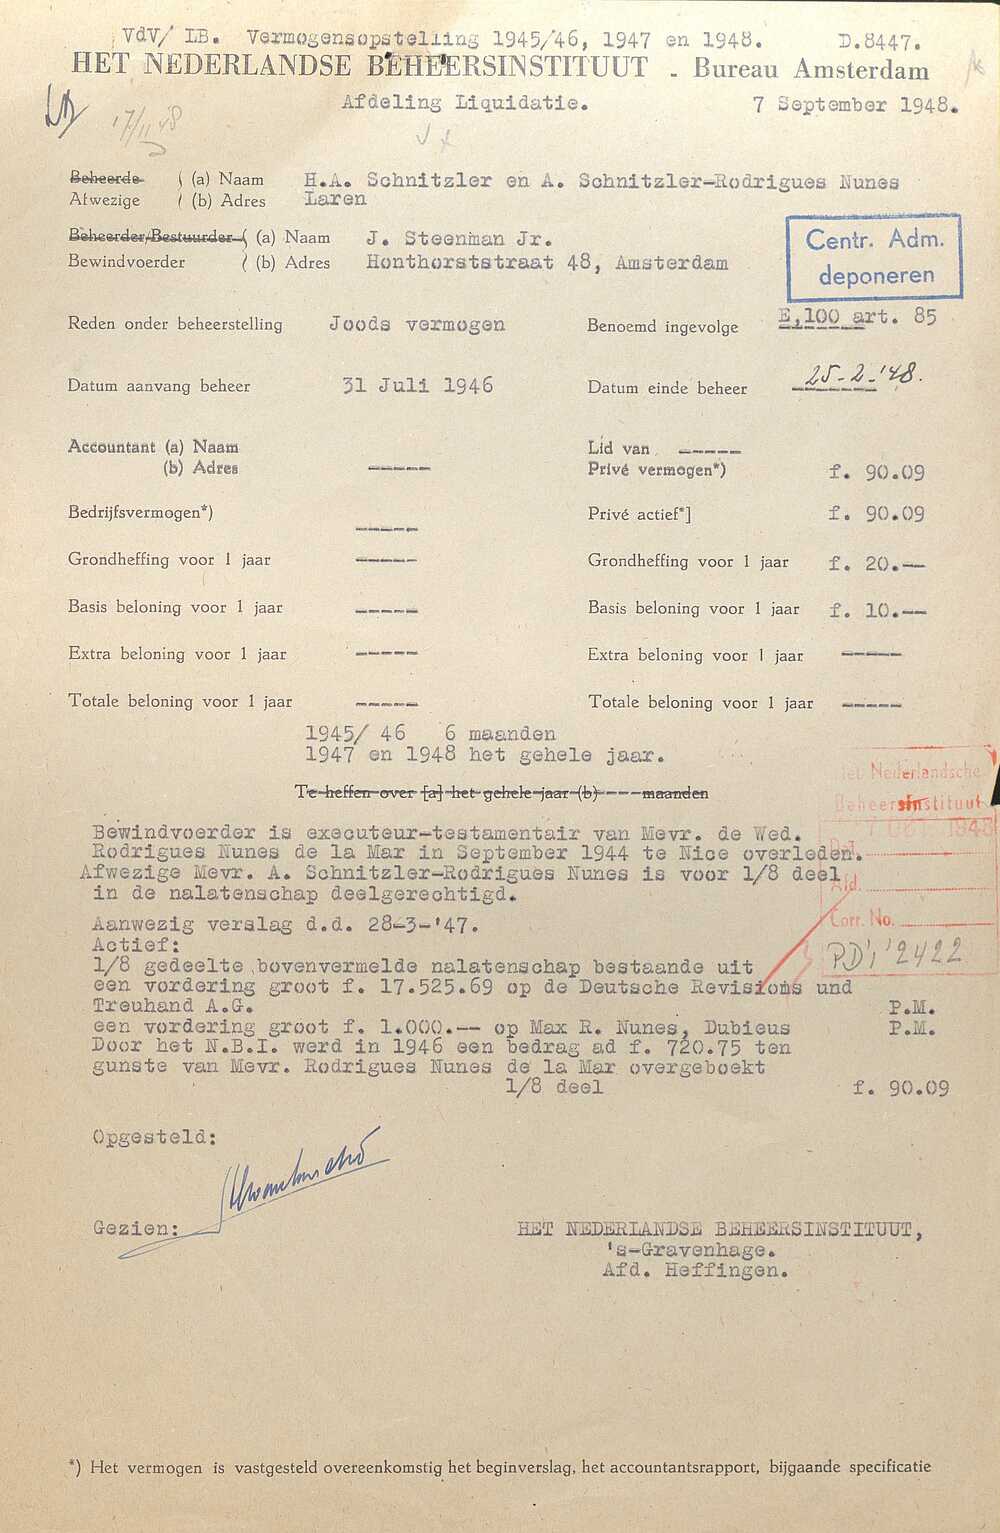 VdV/ LB. Vermogensopstelling 1945/46, 1947 en 1948. D.8447.
HET NEDERLANDSE BEHEERSINSTITUUT - Bureau Amsterdam
Afdeling Liquidatie. 7 September 1948.
17/11 '48
Beheerde (a) Naam H.A. Schnitzler en A. Schnitzler-Rodrigues Nunes
Afwezige (b) Adres Laren
Beheerder/Bestuurder (a) Naam J. Steenman Jr.
Bewindvoerder (b) Adres Honthorststraat 48, Amsterdam
Centr. Adm.
deponeren
Reden onder beheerstelling Joods vermogen Benoemd ingevolge E,100 art. 85
Datum aanvang beheer 31 Juli 1946 Datum einde beheer 25-2-'48.
Accountant (a) Naam Lid van -----
(b) Adres ----- Privé vermogen*) f. 90.09
Bedrijfsvermogen*) ----- Privé actief*] f. 90.09
Grondheffing voor 1 jaar ----- Grondheffing voor 1 jaar f. 20.--
Basis beloning voor 1 jaar ----- Basis beloning voor 1 jaar f. 10.--
Extra beloning voor 1 jaar ----- Extra beloning voor 1 jaar -----
Totale beloning voor 1 jaar ----- Totale beloning voor 1 jaar -----
1945/ 46 6 maanden
1947 en 1948 het gehele jaar.
Te heffen over [a] het gehele jaar (b) ---- maanden
Het Nederlandsche
Beheersinstituut
7 OCT. 1948
Afd.
Corr. No.
PD1 '2422
Bewindvoerder is executeur-testamentair van Mevr. de Wed.
Rodrigues Nunes de la Mar in September 1944 te Nice overleden.
Afwezige Mevr. A. Schnitzler-Rodrigues Nunes is voor 1/8 deel
in de nalatenschap deelgerechtigd.
Aanwezig verslag d.d. 28-3-'47.
Actief:
1/8 gedeelte bovenvermelde nalatenschap bestaande uit
een vordering groot f. 17.525.69 op de Deutsche Revisions und
Treuhand A.G. P.M.
een vordering groot f. 1.000.-- op Max R. Nunes, Dubieus P.M.
Door het N.B.I. werd in 1946 een bedrag ad f. 720.75 ten
gunste van Mevr. Rodrigues Nunes de la Mar overgeboekt
1/8 deel f. 90.09
Opgesteld:
Gezien: HET NEDERLANDSE BEHEERSINSTITUUT,
's-Gravenhage.
Afd. Heffingen.
*) Het vermogen is vastgesteld overeenkomstig het beginverslag, het accountantsrapport, bijgaande specificatie